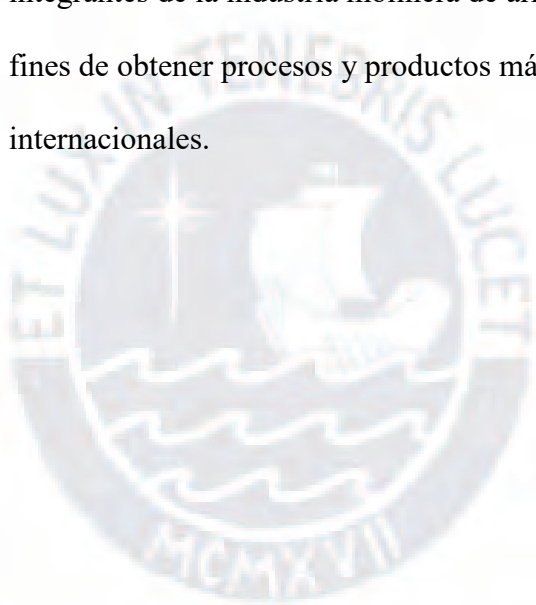 integrantes de la industria molinera de
fines de obtener procesos y productos
internacionales.
ET LUX IN TENEBRIS LUCET
MCMXVII